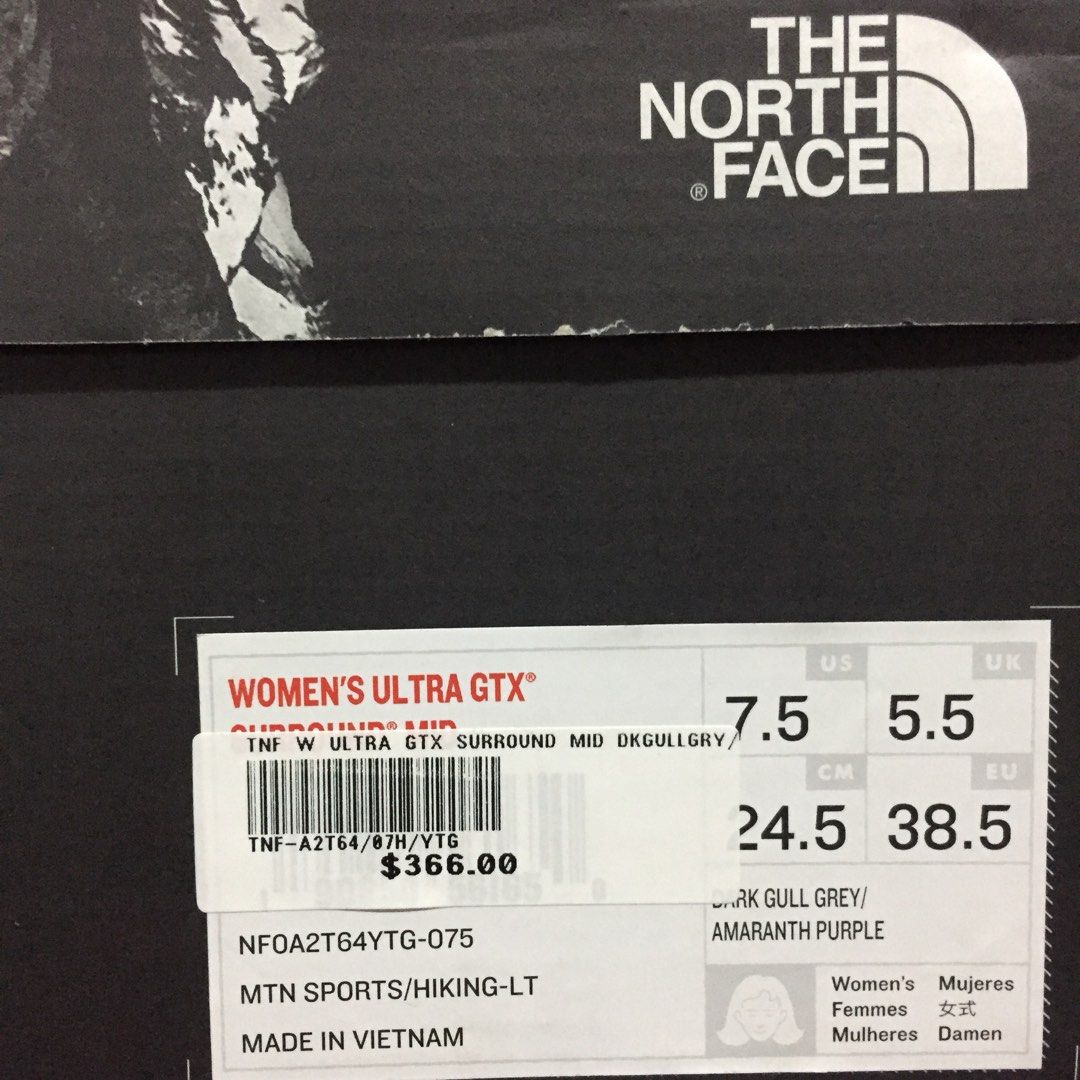 THE
NORTH
FACE
®
WOMEN'S ULTRA GTX®
SURROUND® MID
TNF W ULTRA GTX SURROUND MID DKGULLGRY/
TNF-A2T64/07H/YTG
$366.00
NF0A2T64YTG-075
MTN SPORTS/HIKING-LT
MADE IN VIETNAM
US
7.5
UK
5.5
CM
24.5
EU
38.5
DARK GULL GREY/
AMARANTH PURPLE
Women's Mujeres
Femmes 女式
Mulheres Damen